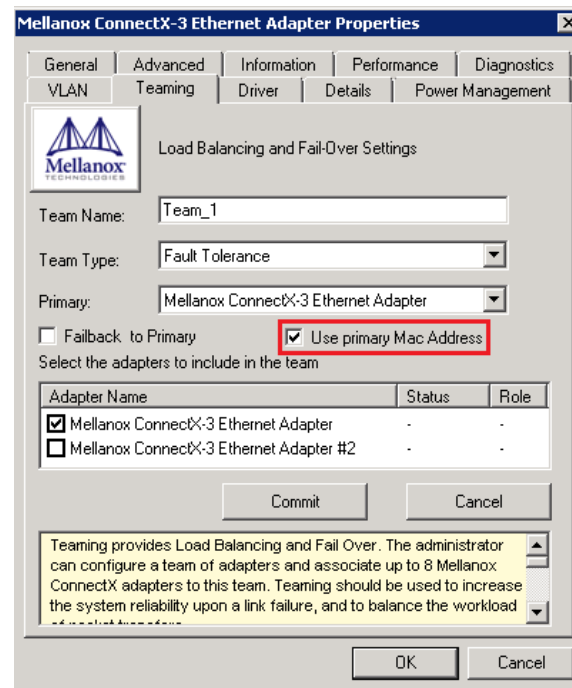 Mellanox ConnectX-3 Ethernet Adapter Properties
General Advanced Information Performance Diagnostics
VLAN Teaming Driver Details Power Management
Mellanox
TECHNOLOGIES
Load Balancing and Fail-Over Settings
Team Name: Team_1
Team Type: Fault Tolerance
Primary: Mellanox ConnectX-3 Ethernet Adapter
Failback to Primary Use primary Mac Address
Select the adapters to include in the team
Adapter Name Status Role
Mellanox ConnectX-3 Ethernet Adapter - -
Mellanox ConnectX-3 Ethernet Adapter #2 - -
Commit Cancel
Teaming provides Load Balancing and Fail Over. The administrator
can configure a team of adapters and associate up to 8 Mellanox
ConnectX adapters to this team. Teaming should be used to increase
the system reliability upon a link failure, and to balance the workload
OK Cancel